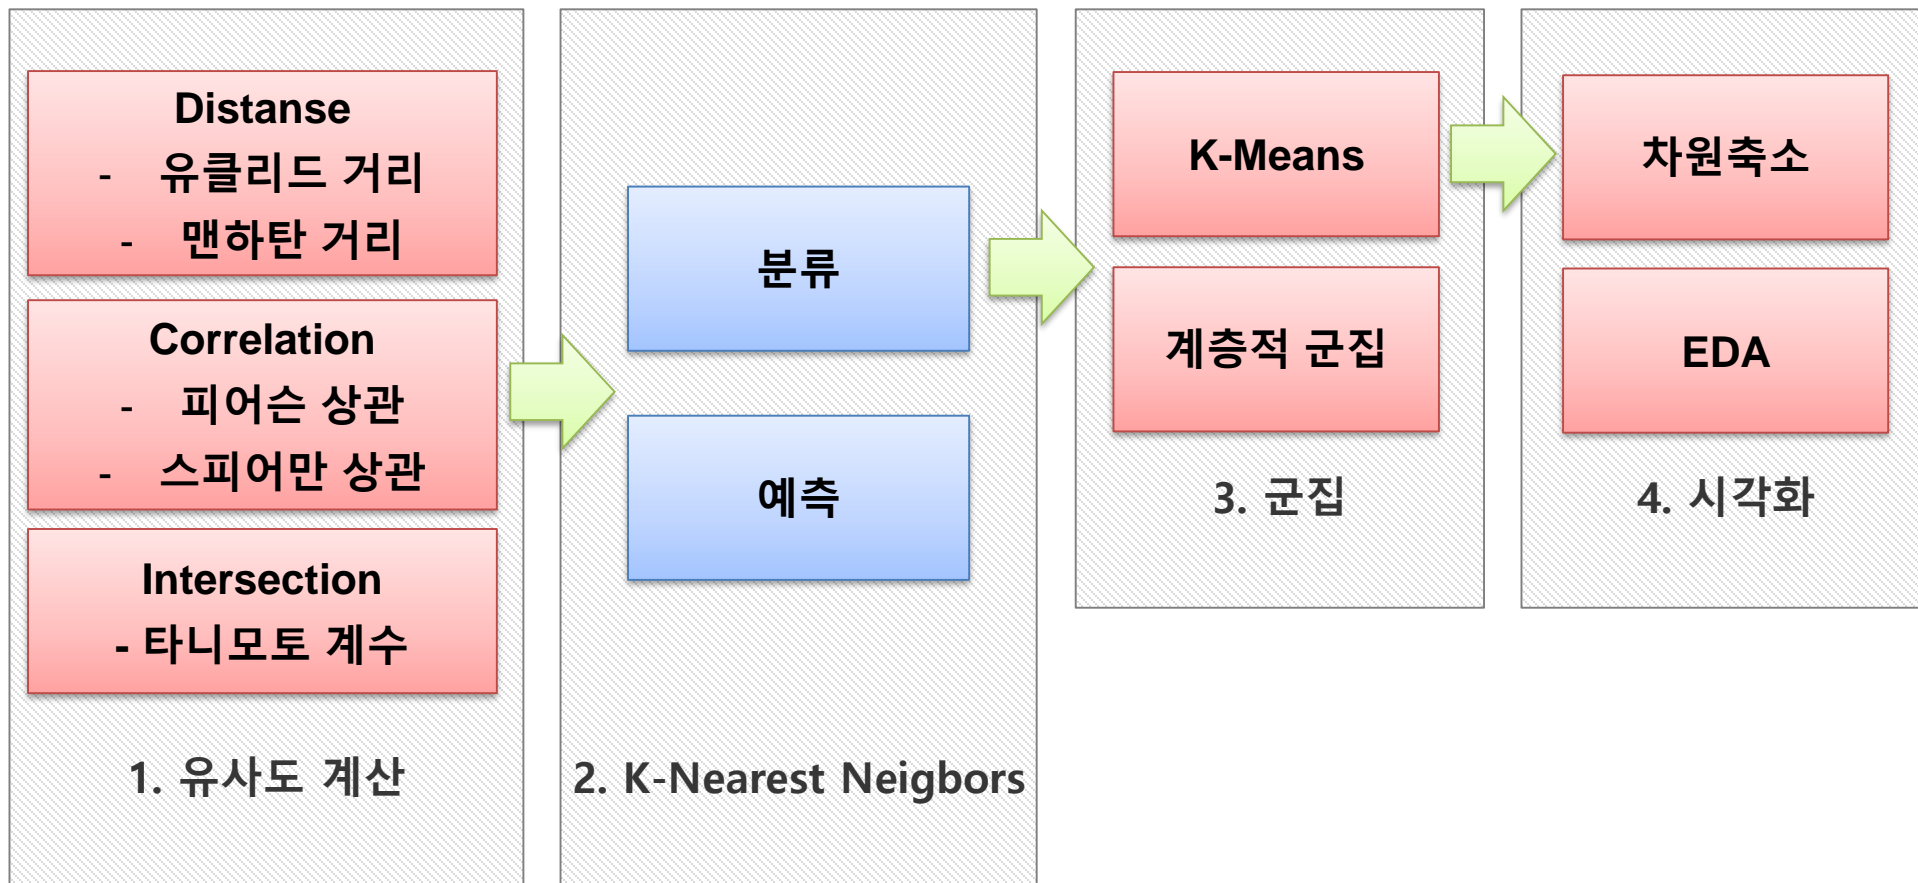 Distanse
- 유클리드 거리
- 맨하탄 거리
Correlation
- 피어슨 상관
- 스피어만 상관
Intersection
- 타니모토 계수
1. 유사도 계산
분류
예측
2. K-Nearest Neigbors
K-Means
계층적 군집
3. 군집
차원축소
EDA
4. 시각화